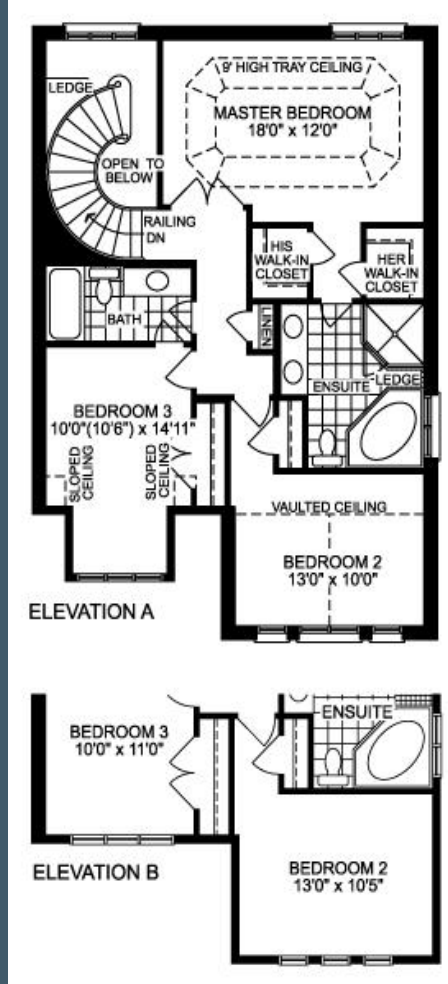 9' HIGH TRAY CEILING
LEDGE
MASTER BEDROOM
18'0" x 12'0"
OPEN TO
BELOW
RAILING
DN
HIS
WALK-IN
CLOSET
HER
WALK-IN
CLOSET
BATH
LINEN
ENSUITE
LEDGE
BEDROOM 3
10'0"(10'6") x 14'11"
SLOPED
CEILING
SLOPED
CEILING
VAULTED CEILING
BEDROOM 2
13'0" x 10'0"
ELEVATION A
ENSUITE
BEDROOM 3
10'0" x 11'0"
ELEVATION B
BEDROOM 2
13'0" x 10'5"